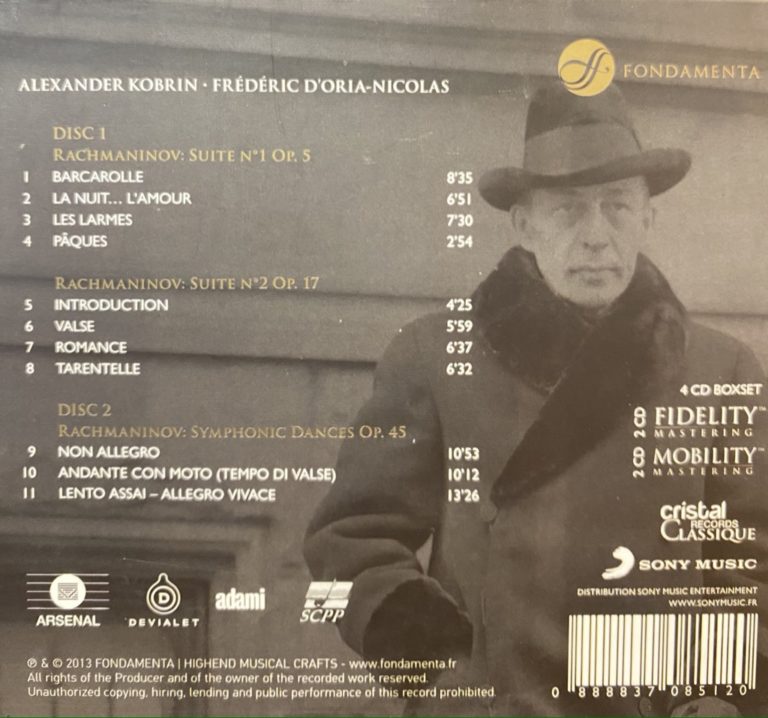 FONDAMENTA
ALEXANDER KOBRIN · FRÉDÉRIC D'ORIA-NICOLAS
DISC 1
RACHMANINOV: SUITE N°1 OP. 5
1 BARCAROLLE 8'35
2 LA NUIT... L'AMOUR 6'51
3 LES LARMES 7'30
4 PÂQUES 2'54
RACHMANINOV: SUITE N°2 OP. 17
5 INTRODUCTION 4'25
6 VALSE 5'59
7 ROMANCE 6'37
8 TARENTELLE 6'32
DISC 2
RACHMANINOV: SYMPHONIC DANCES OP. 45
9 NON ALLEGRO 10'53
10 ANDANTE CON MOTO (TEMPO DI VALSE) 10'12
11 LENTO ASSAI – ALLEGRO VIVACE 13'26
4 CD BOXSET
2CD FIDELITY™
MASTERING
2CD MOBILITY™
MASTERING
cristal
RECORDS
CLASSIQUE
SONY MUSIC
DISTRIBUTION SONY MUSIC ENTERTAINMENT
WWW.SONYMUSIC.FR
ARSENAL
DEVIALET
adami
SCPP
℗ & © 2013 FONDAMENTA | HIGHEND MUSICAL CRAFTS - www.fondamenta.fr
All rights of the Producer and of the owner of the recorded work reserved.
Unauthorized copying, hiring, lending and public performance of this record prohibited.
0 888837 085120